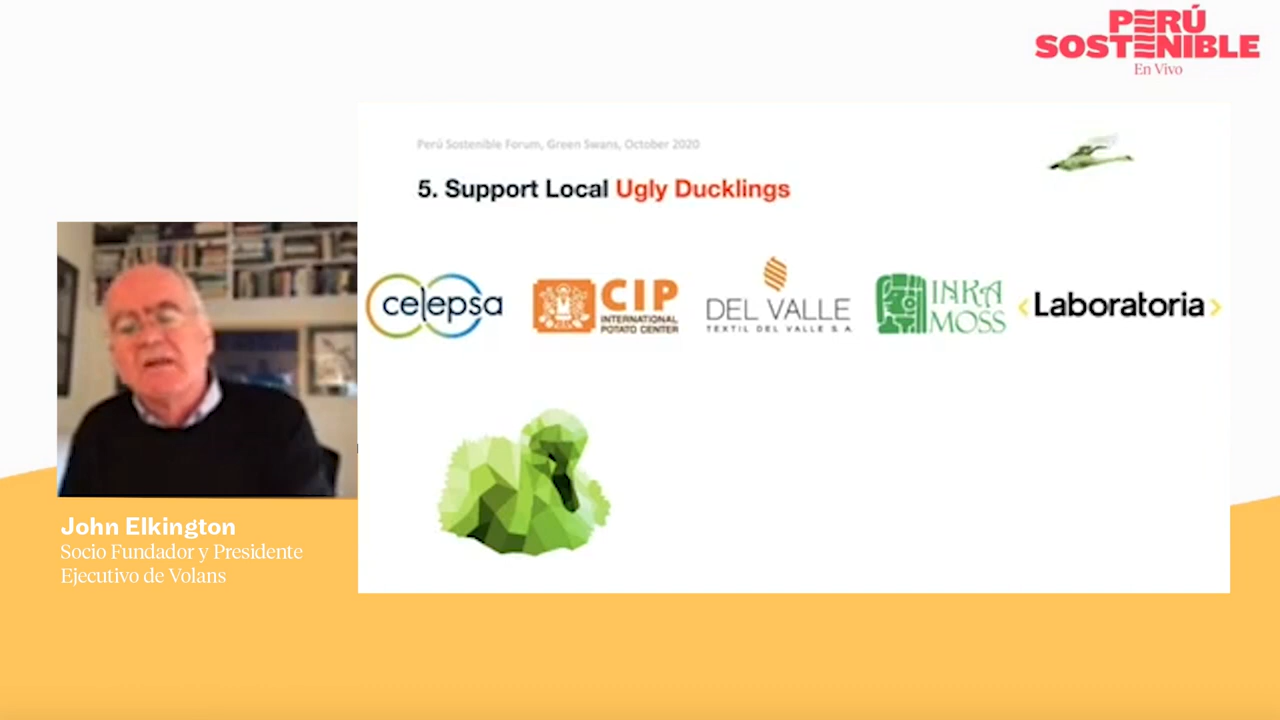 PERÚ
SOSTENIBLE
En Vivo
Perú Sostenible Forum, Green Swans, October 2020
5. Support Local Ugly Ducklings
celepsa
CIP
INTERNATIONAL
POTATO CENTER
DEL VALLE
TEXTIL DEL VALLE S.A
INKA
MOSS
<Laboratoria>
John Elkington
Socio Fundador y Presidente
Ejecutivo de Volans